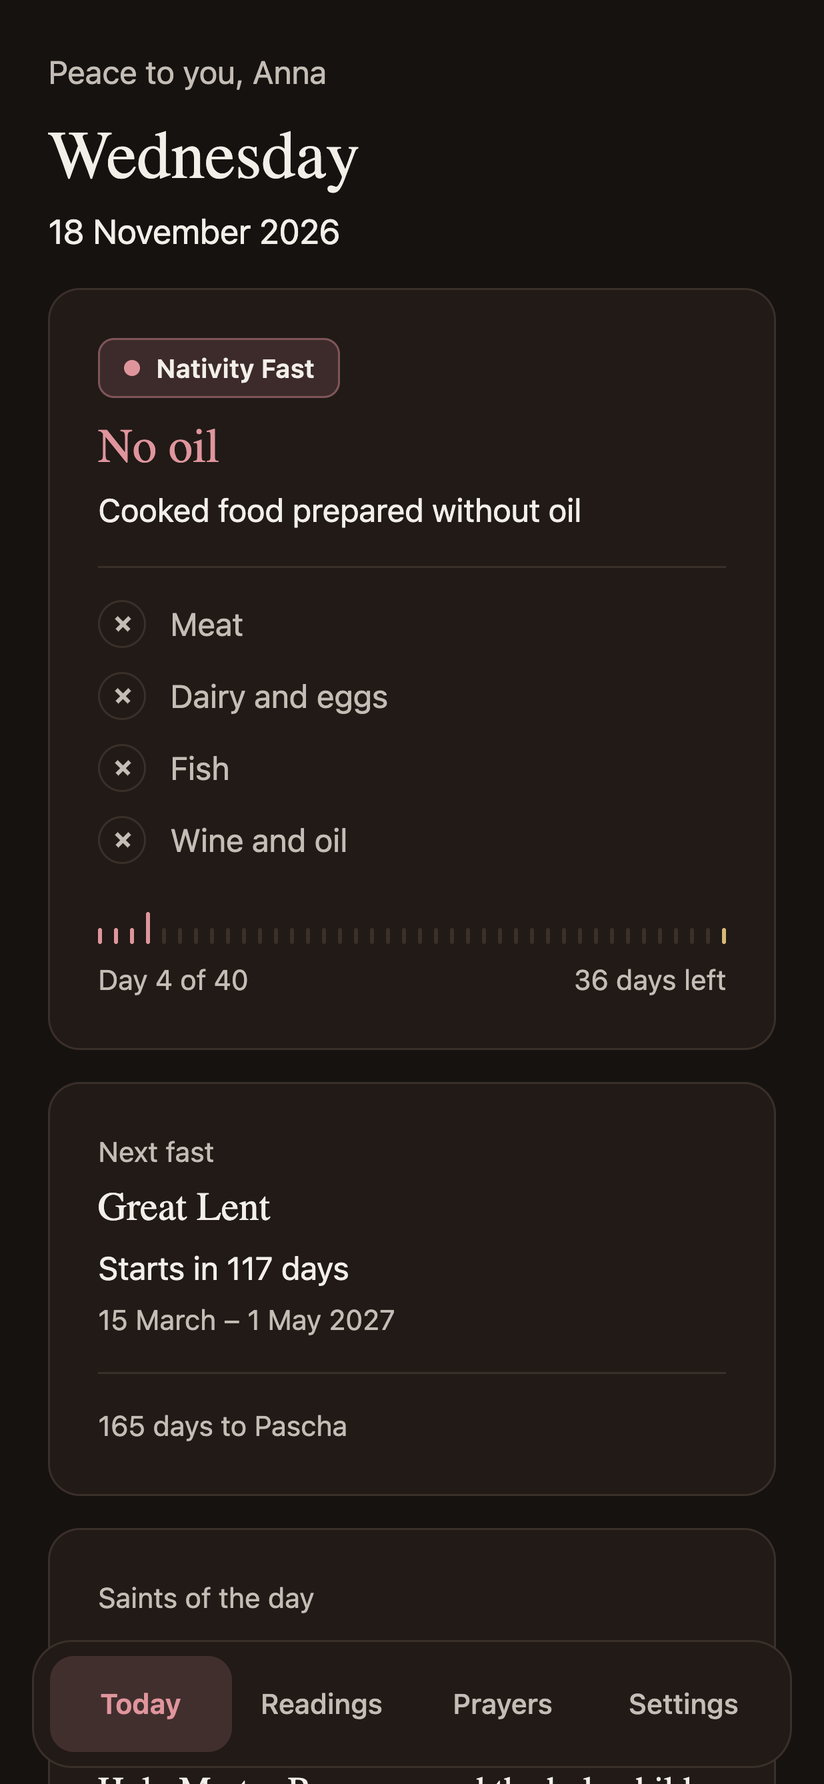 Peace to you, Anna
Wednesday
18 November 2026
Nativity Fast
No oil
Cooked food prepared without oil
Meat
Dairy and eggs
Fish
Wine and oil
Day 4 of 40
36 days left
Next fast
Great Lent
Starts in 117 days
15 March – 1 May 2027
165 days to Pascha
Saints of the day
Today
Readings
Prayers
Settings